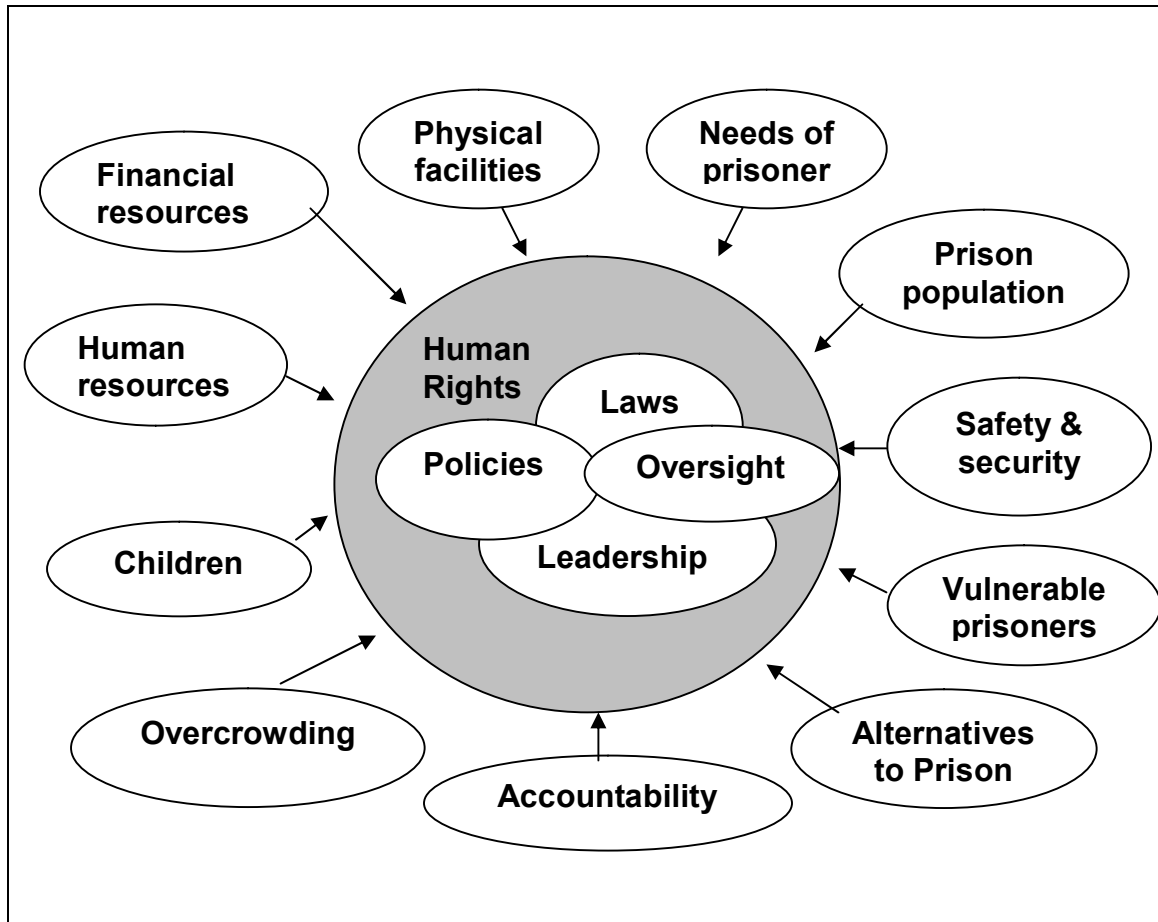 Physical
facilities
Needs of
prisoner
Financial
resources
Prison
population
Human
resources
Human
Rights
Laws
Safety &
security
Policies
Oversight
Children
Leadership
Vulnerable
prisoners
Overcrowding
Alternatives
to Prison
Accountability